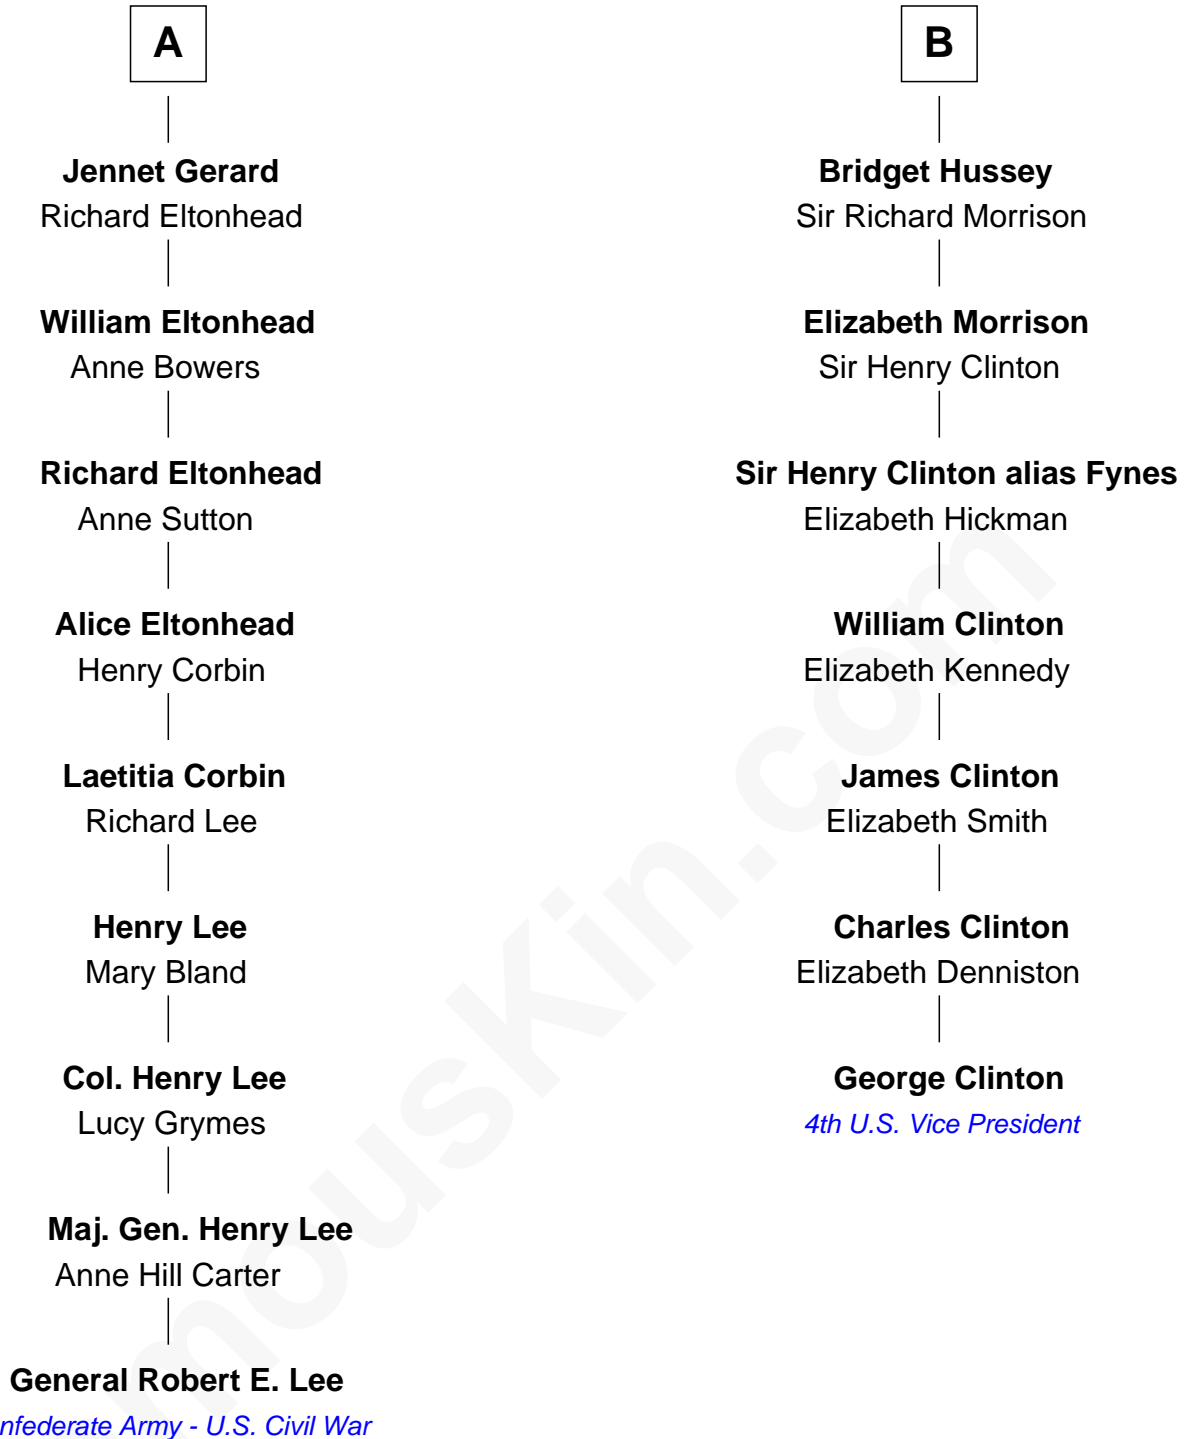 A
Jennet Gerard
Richard Eltonhead
William Eltonhead
Anne Bowers
Richard Eltonhead
Anne Sutton
Alice Eltonhead
Henry Corbin
Laetitia Corbin
Richard Lee
Henry Lee
Mary Bland
Col. Henry Lee
Lucy Grymes
Maj. Gen. Henry Lee
Anne Hill Carter
General Robert E. Lee
nfederate Army - U.S. Civil War
B
Bridget Hussey
Sir Richard Morrison
Elizabeth Morrison
Sir Henry Clinton
Sir Henry Clinton alias Fynes
Elizabeth Hickman
William Clinton
Elizabeth Kennedy
James Clinton
Elizabeth Smith
Charles Clinton
Elizabeth Denniston
George Clinton
4th U.S. Vice President
mousKin.com